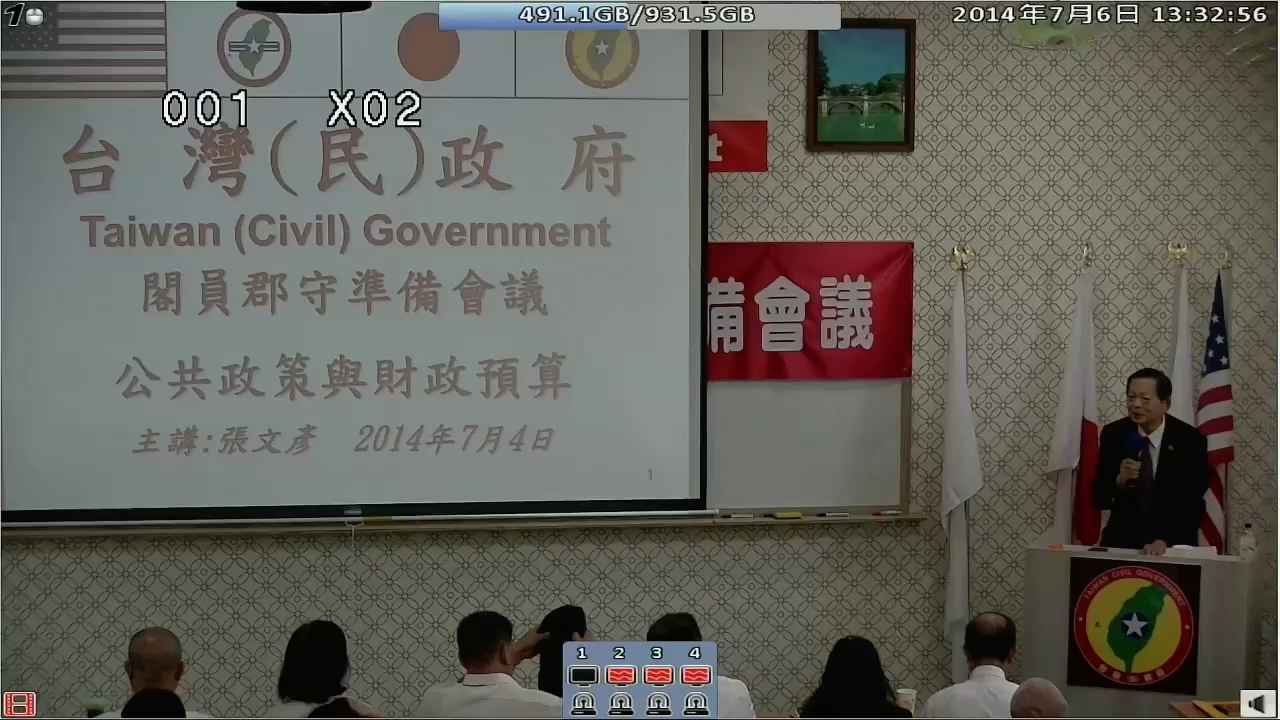 491.1GB/931.5GB
2014年7月6日 13:32:56
001 X02
台灣(民)政府
Taiwan (Civil) Government
閣員郡守準備會議
公共政策與財政預算
主講:張文彥 2014年7月4日
1
t
備會議
TAIWAN CIVIL GOVERNMENT
1 2 3 4